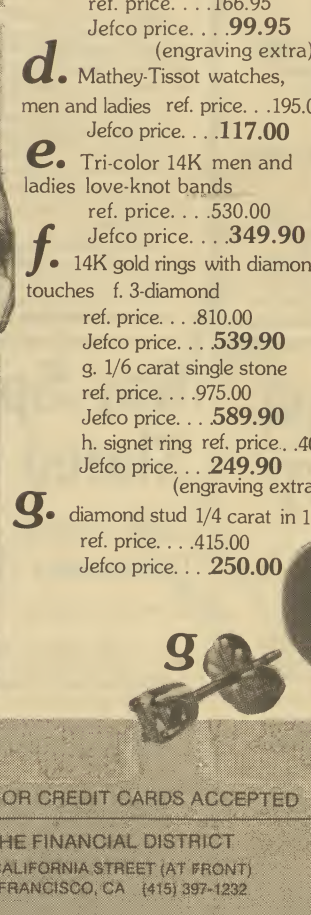 ref. price. . . .166.95
Jefco price. . . .99.95
(engraving extra)
d. Mathey-Tissot watches,
men and ladies ref. price. . .195.0
Jefco price. . . .117.00
e. Tri-color 14K men and
ladies love-knot bands
ref. price. . . .530.00
Jefco price. . . .349.90
f. 14K gold rings with diamon
touches f. 3-diamond
ref. price. . . .810.00
Jefco price. . . .539.90
g. 1/6 carat single stone
ref. price. . . .975.00
Jefco price. . . .589.90
h. signet ring ref. price. . .40
Jefco price. . . .249.90
(engraving extra
g. diamond stud 1/4 carat in 1
ref. price. . . .415.00
Jefco price. . . .250.00
g
OR CREDIT CARDS ACCEPTED
HE FINANCIAL DISTRICT
CALIFORNIA STREET (AT FRONT)
FRANCISCO, CA (415) 397-1232